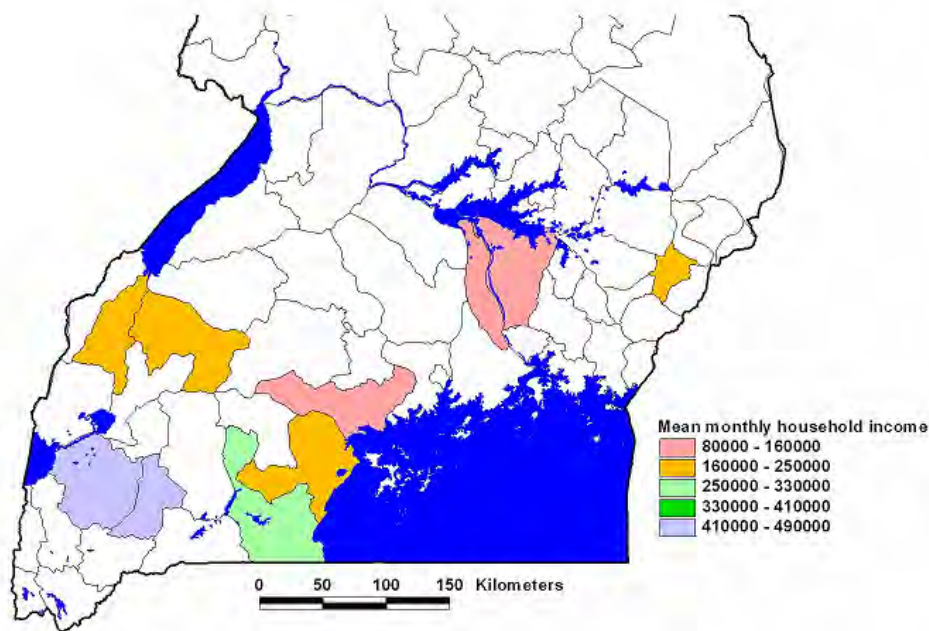 Mean monthly household income
80000 - 160000
160000 - 250000
250000 - 330000
330000 - 410000
410000 - 490000
0 50 100 150 Kilometers